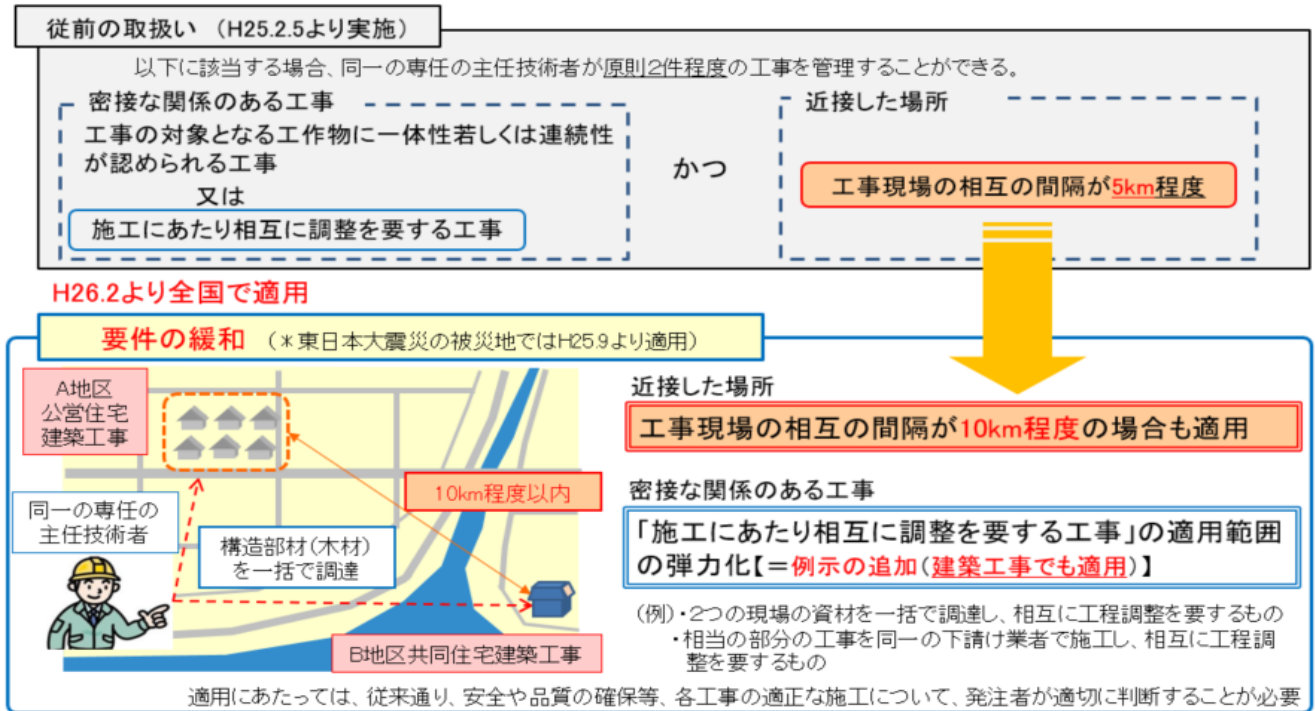 従前の取扱い （H25.2.5より実施）
以下に該当する場合、同一の専任の主任技術者が原則2件程度の工事を管理することができる。
密接な関係のある工事
工事の対象となる工作物に一体性若しくは連続性
が認められる工事
又は
施工にあたり相互に調整を要する工事
かつ
近接した場所
工事現場の相互の間隔が5km程度
H26.2より全国で適用
要件の緩和 （＊東日本大震災の被災地ではH25.9より適用）
A地区
公営住宅
建築工事
同一の専任の
主任技術者
構造部材（木材）
を一括で調達
10km程度以内
B地区共同住宅建築工事
近接した場所
工事現場の相互の間隔が10km程度の場合も適用
密接な関係のある工事
「施工にあたり相互に調整を要する工事」の適用範囲
の弾力化【＝例示の追加（建築工事でも適用）】
（例）・2つの現場の資材を一括で調達し、相互に工程調整を要するもの
・相当の部分の工事を同一の下請け業者で施工し、相互に工程調
整を要するもの
適用にあたっては、従来通り、安全や品質の確保等、各工事の適正な施工について、発注者が適切に判断することが必要